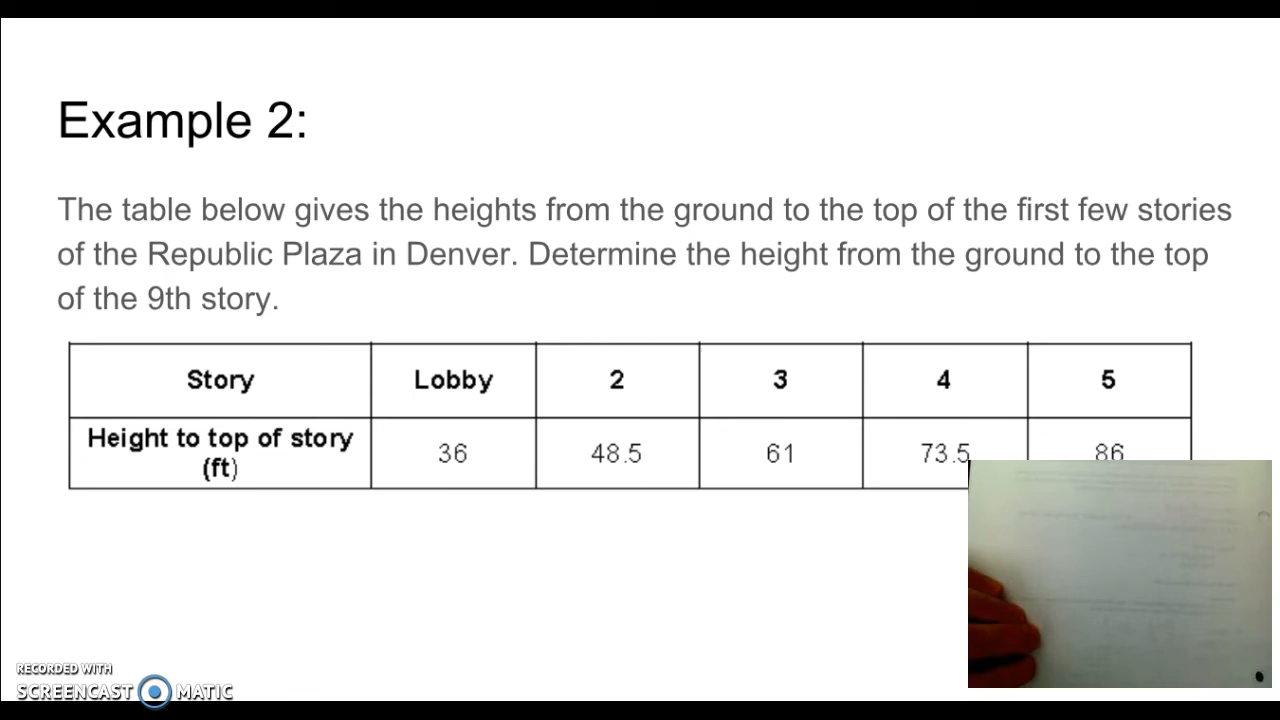 Example 2:
The table below gives the heights from the ground to the top of the first few stories
of the Republic Plaza in Denver. Determine the height from the ground to the top
of the 9th story.
Story Lobby 2 3 4 5
Height to top of story
(ft) 36 48.5 61 73.5 86
RECORDED WITH
SCREENCAST MATIC